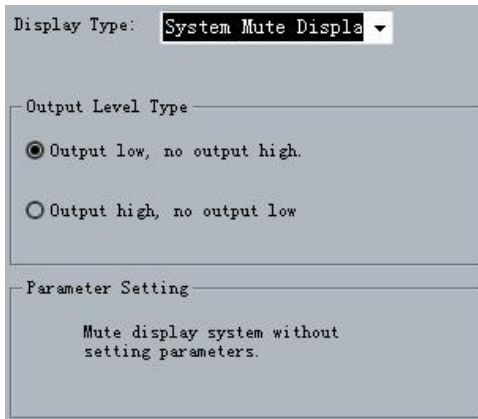 Display Type:
System Mute Displa
Output Level Type
Output low, no output high.
Output high, no output low
Parameter Setting
Mute display system without
setting parameters.